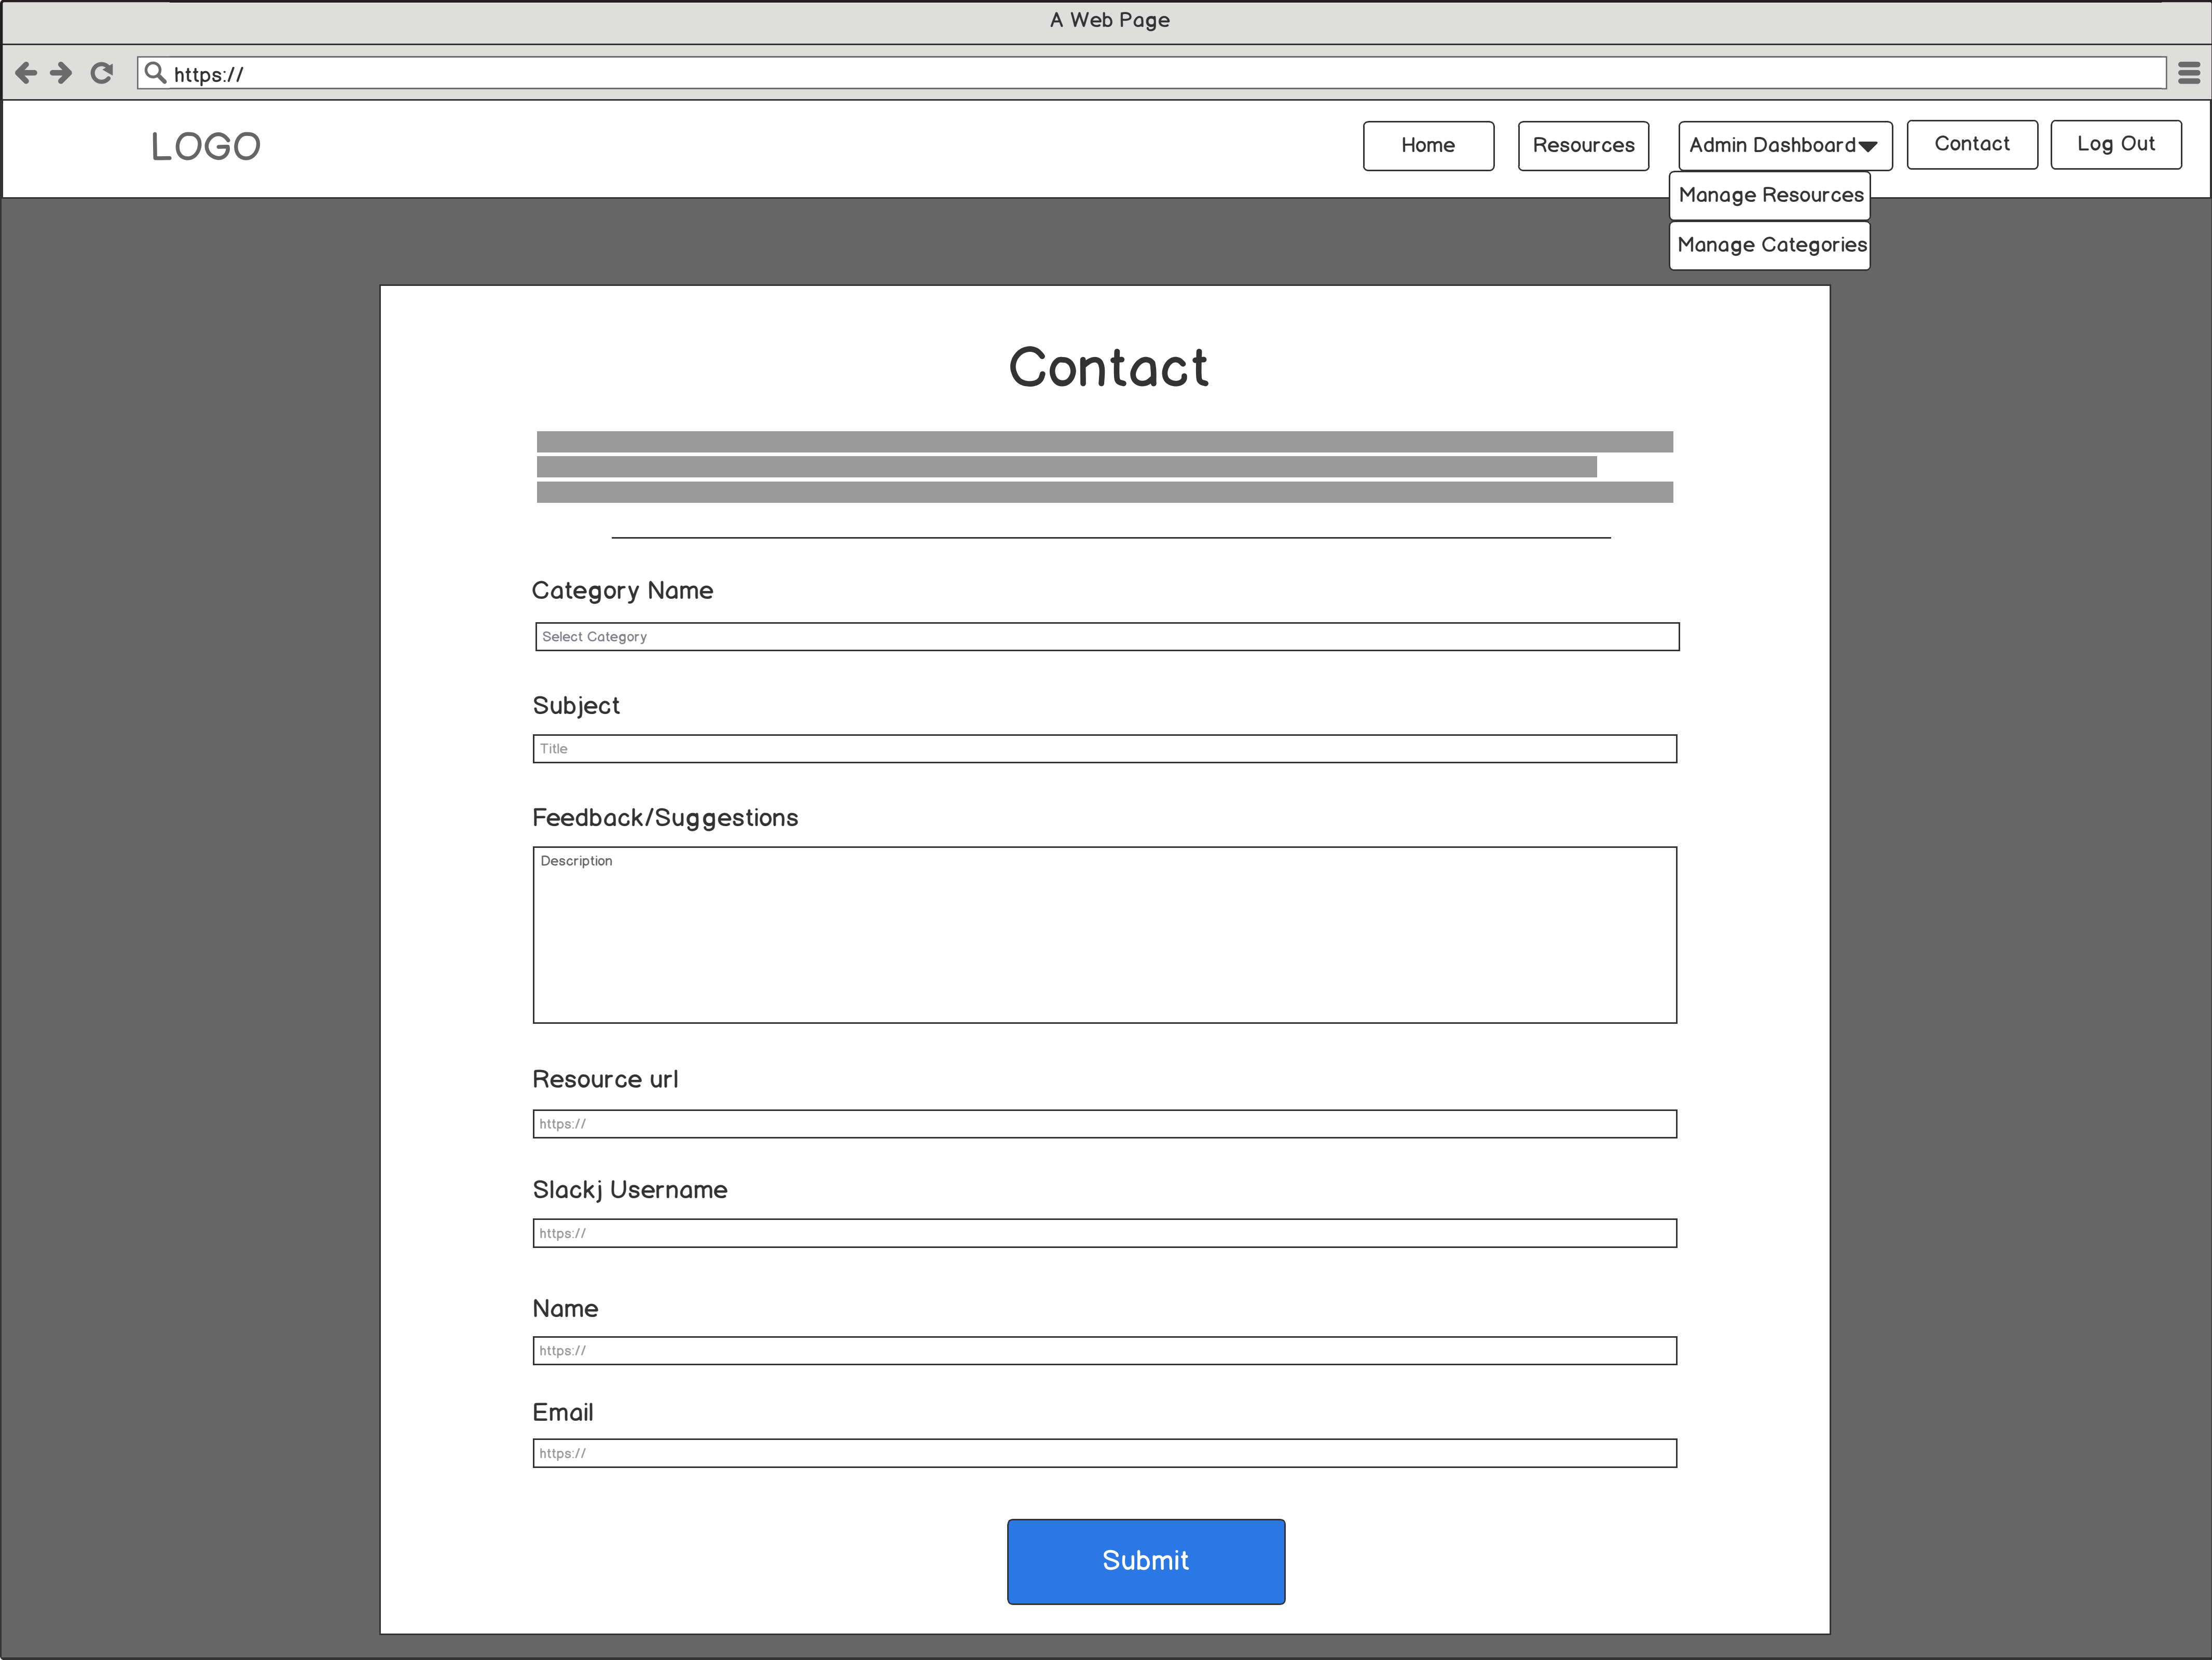 A Web Page
https://
LOGO
Home
Resources
Admin Dashboard
Contact
Log Out
Manage Resources
Manage Categories
Contact
Category Name
Select Category
Subject
Title
Feedback/Suggestions
Description
Resource url
https://
Slackj Username
https://
Name
https://
Email
https://
Submit